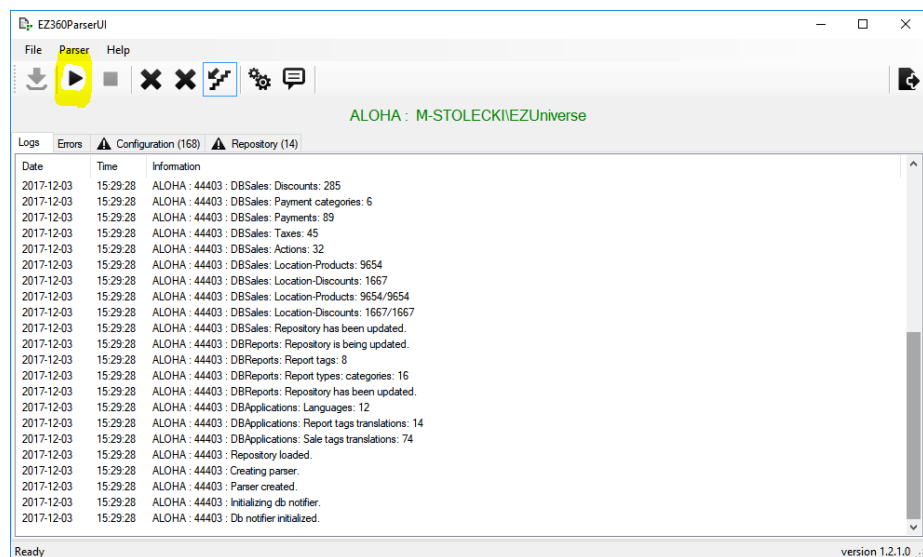 EZ360ParserUI
File Parser Help
ALOHA : M-STOLECKI\EZUniverse
Logs Errors Configuration (168) Repository (14)
Date Time Information
2017-12-03 15:29:28 ALOHA : 44403 : DBSales: Discounts: 285
2017-12-03 15:29:28 ALOHA : 44403 : DBSales: Payment categories: 6
2017-12-03 15:29:28 ALOHA : 44403 : DBSales: Payments: 89
2017-12-03 15:29:28 ALOHA : 44403 : DBSales: Taxes: 45
2017-12-03 15:29:28 ALOHA : 44403 : DBSales: Actions: 32
2017-12-03 15:29:28 ALOHA : 44403 : DBSales: Location-Products: 9654
2017-12-03 15:29:28 ALOHA : 44403 : DBSales: Location-Discounts: 1667
2017-12-03 15:29:28 ALOHA : 44403 : DBSales: Location-Products: 9654/9654
2017-12-03 15:29:28 ALOHA : 44403 : DBSales: Location-Discounts: 1667/1667
2017-12-03 15:29:28 ALOHA : 44403 : DBSales: Repository has been updated.
2017-12-03 15:29:28 ALOHA : 44403 : DBReports: Repository is being updated.
2017-12-03 15:29:28 ALOHA : 44403 : DBReports: Report tags: 8
2017-12-03 15:29:28 ALOHA : 44403 : DBReports: Report types: categories: 16
2017-12-03 15:29:28 ALOHA : 44403 : DBReports: Repository has been updated.
2017-12-03 15:29:28 ALOHA : 44403 : DBApplications: Languages: 12
2017-12-03 15:29:28 ALOHA : 44403 : DBApplications: Report tags translations: 14
2017-12-03 15:29:28 ALOHA : 44403 : DBApplications: Sale tags translations: 74
2017-12-03 15:29:28 ALOHA : 44403 : Repository loaded.
2017-12-03 15:29:28 ALOHA : 44403 : Creating parser.
2017-12-03 15:29:28 ALOHA : 44403 : Parser created.
2017-12-03 15:29:28 ALOHA : 44403 : Initializing db notifier.
2017-12-03 15:29:28 ALOHA : 44403 : Db notifier initialized.
Ready version 1.2.1.0